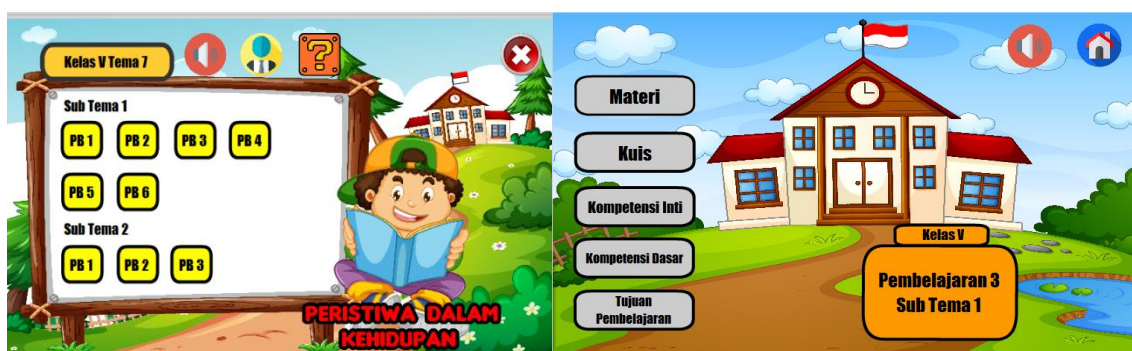 Kelas V Tema 7
?
Sub Tema 1
PB 1 PB 2 PB 3 PB 4
PB 5 PB 6
Sub Tema 2
PB 1 PB 2 PB 3
PERISTIWA DALAM
KEHIDUPAN
Materi
Kuis
Kompetensi Inti
Kompetensi Dasar
Tujuan
Pembelajaran
Kelas V
Pembelajaran 3
Sub Tema 1